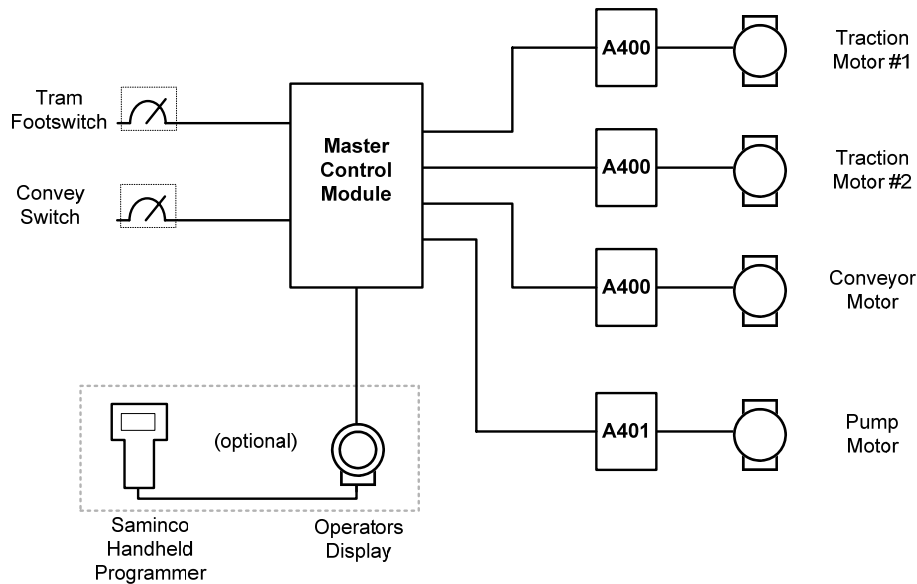 Tram
Footswitch
Convey
Switch
Master
Control
Module
A400
Traction
Motor #1
A400
Traction
Motor #2
A400
Conveyor
Motor
A401
Pump
Motor
(optional)
Saminco
Handheld
Programmer
Operators
Display